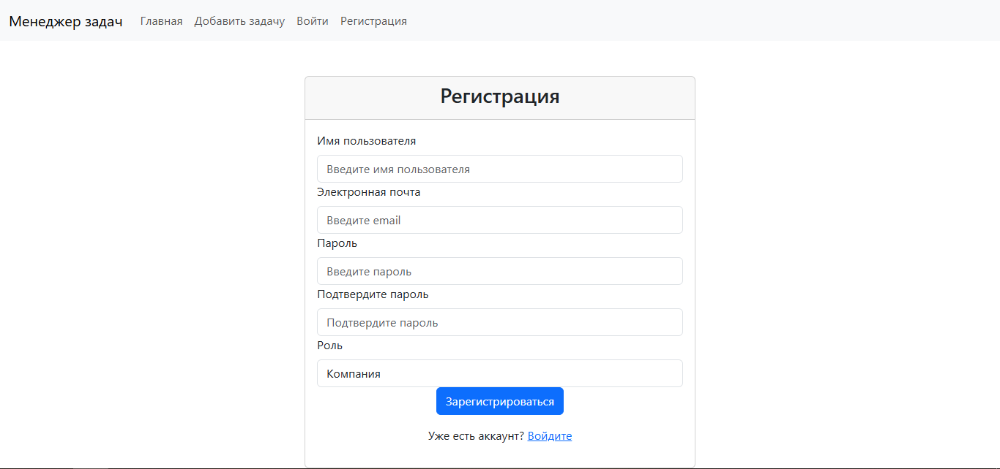 Менеджер задач Главная Добавить задачу Войти Регистрация
Регистрация
Имя пользователя
Введите имя пользователя
Электронная почта
Введите email
Пароль
Введите пароль
Подтвердите пароль
Подтвердите пароль
Роль
Компания
Зарегистрироваться
Уже есть аккаунт? Войдите